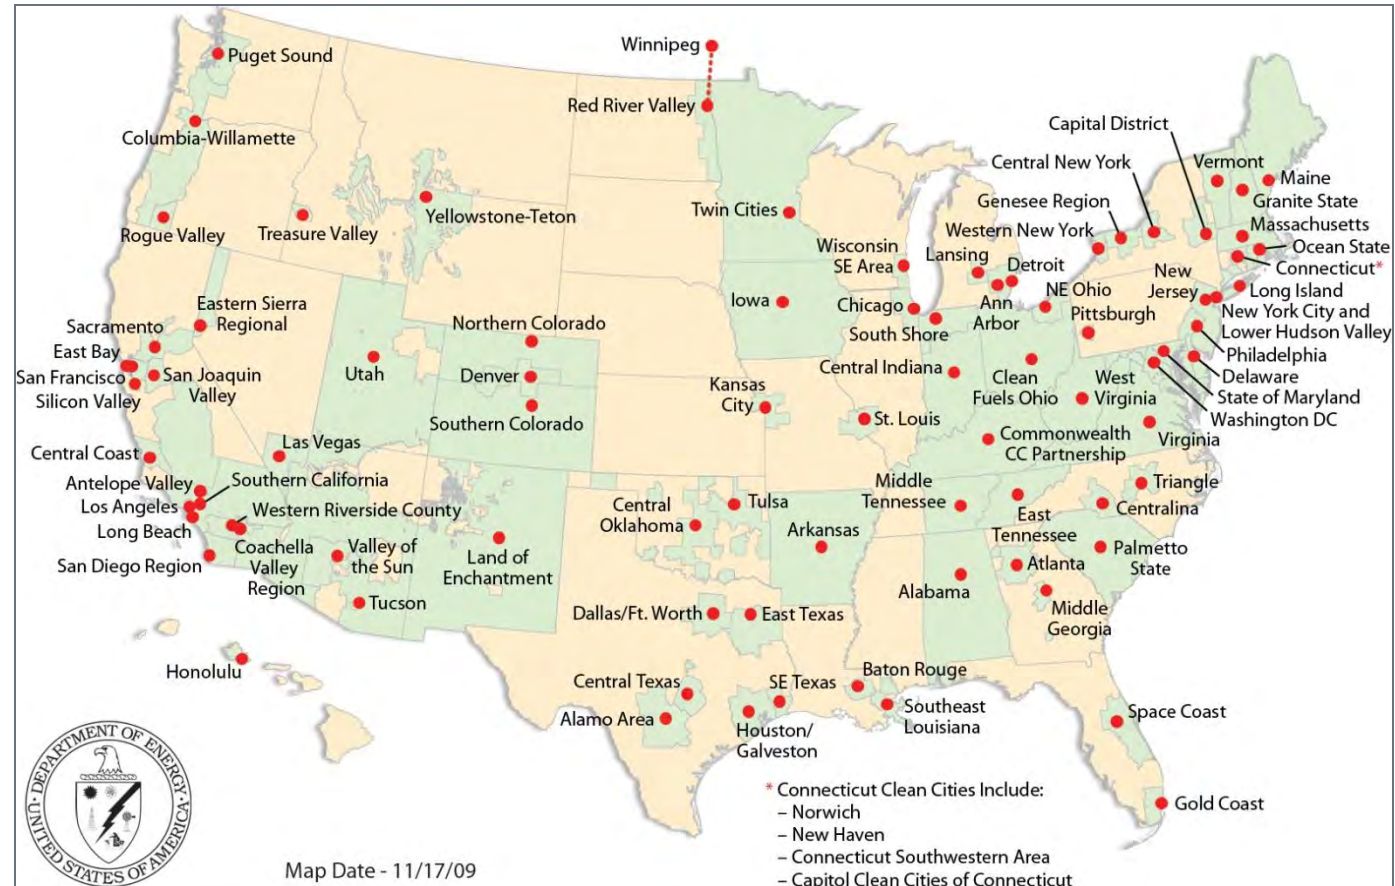 Puget Sound
Winnipeg
Red River Valley
Columbia-Willamette
Capital District
Central New York
Vermont
Maine
Granite State
Genesee Region
Massachusetts
Ocean State
Connecticut*
Western New York
Twin Cities
Yellowstone-Teton
Rogue Valley
Treasure Valley
Wisconsin
SE Area
Lansing
Detroit
Ann
Arbor
NE Ohio
Pittsburgh
New
Jersey
Long Island
New York City and
Lower Hudson Valley
Philadelphia
Delaware
State of Maryland
Washington DC
Iowa
Chicago
South Shore
Eastern Sierra
Regional
Sacramento
East Bay
San Francisco
Silicon Valley
San Joaquin
Valley
Utah
Northern Colorado
Denver
Southern Colorado
Kansas
City
St. Louis
Central Indiana
Clean
Fuels Ohio
West
Virginia
Virginia
Commonwealth
CC Partnership
Central Coast
Las Vegas
Antelope Valley
Southern California
Los Angeles
Western Riverside County
Long Beach
San Diego Region
Coachella
Valley
Region
Valley of
the Sun
Tucson
Land of
Enchantment
Central
Oklahoma
Tulsa
Arkansas
Middle
Tennessee
East
Tennessee
Triangle
Centralina
Palmetto
State
Atlanta
Alabama
Middle
Georgia
Dallas/Ft. Worth
East Texas
Honolulu
Central Texas
Alamo Area
SE Texas
Houston/
Galveston
Baton Rouge
Southeast
Louisiana
Space Coast
Gold Coast
DEPARTMENT OF ENERGY
UNITED STATES OF AMERICA
Map Date - 11/17/09
* Connecticut Clean Cities Include:
– Norwich
– New Haven
– Connecticut Southwestern Area
– Capitol Clean Cities of Connecticut